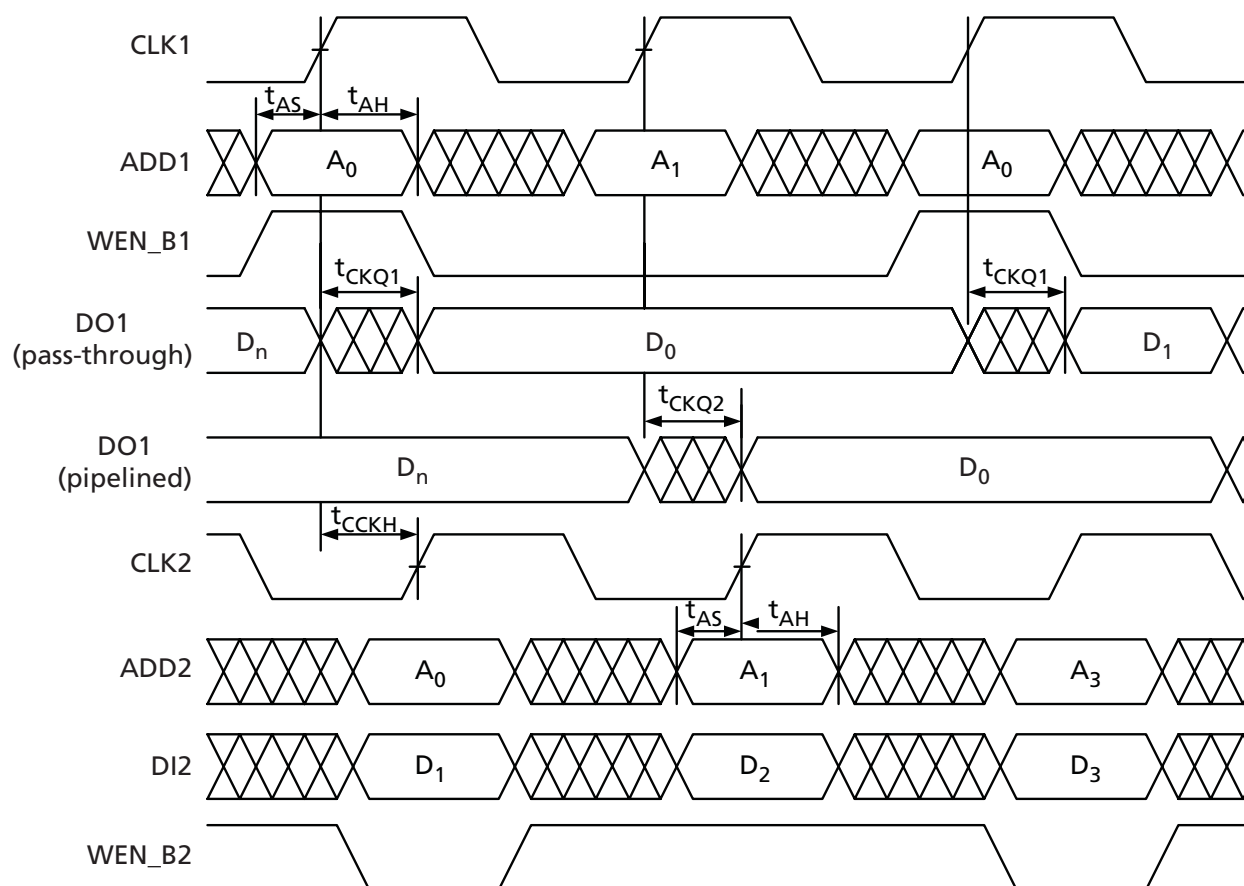 CLK1
tAS tAH
ADD1 A0 A1 A0
WEN_B1
tCKQ1 tCKQ1
DO1
(pass-through) Dn D0 D1
tCKQ2
DO1
(pipelined) Dn D0
tCCKH
CLK2
tAS tAH
ADD2 A0 A1 A3
DI2 D1 D2 D3
WEN_B2